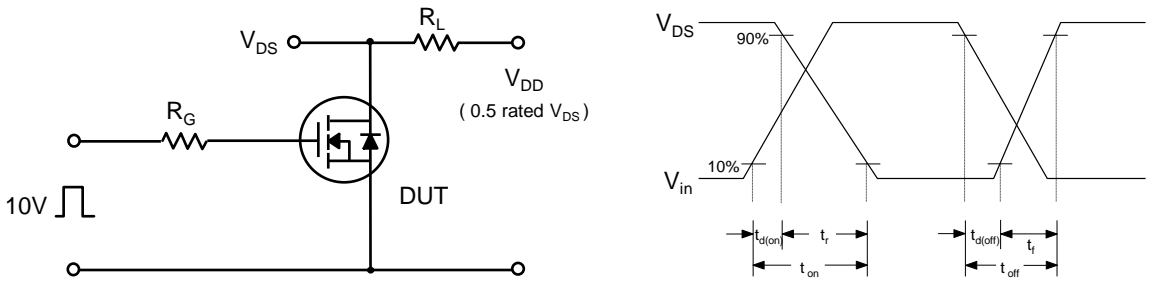 R_L
V_DS
V_DD
( 0.5 rated V_DS )
R_G
DUT
10V
V_DS
90%
10%
V_in
t_d(on)
t_r
t_on
t_d(off)
t_f
t_off